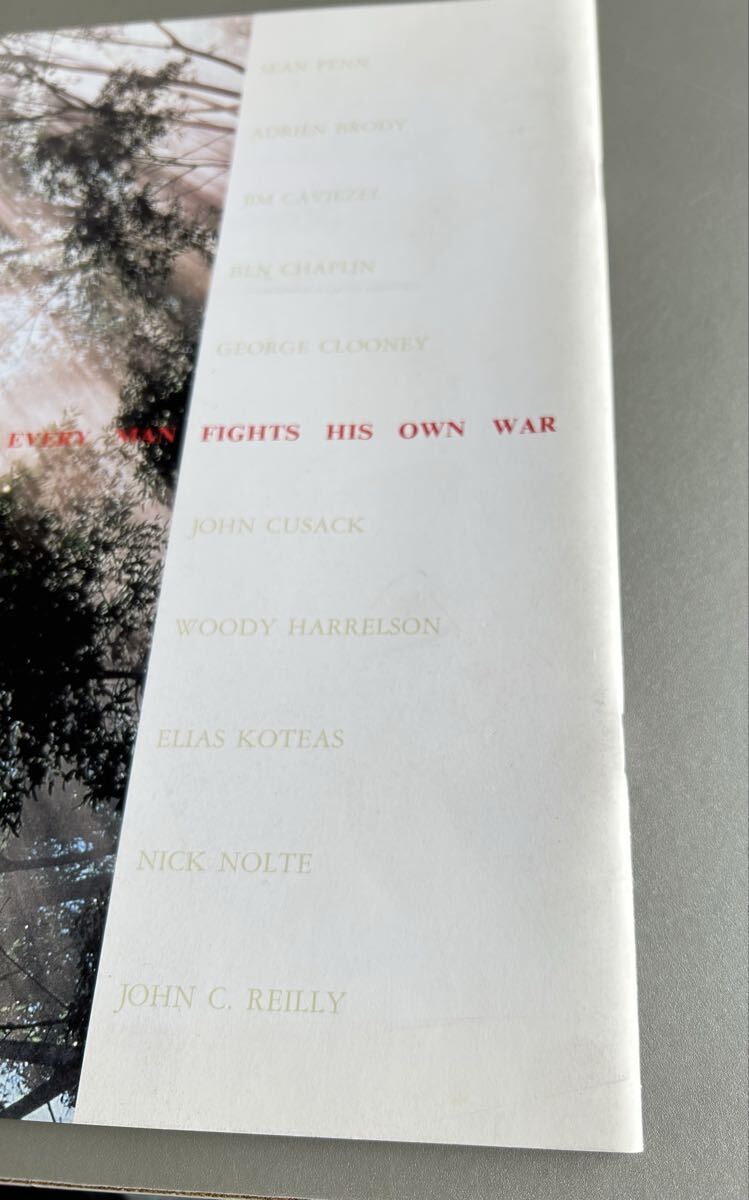 SEAN PENN
ADRIEN BRODY
JIM CAVIEZEL
BEN CHAPLIN
GEORGE CLOONEY
EVERY MAN FIGHTS HIS OWN WAR
JOHN CUSACK
WOODY HARRELSON
ELIAS KOTEAS
NICK NOLTE
JOHN C. REILLY